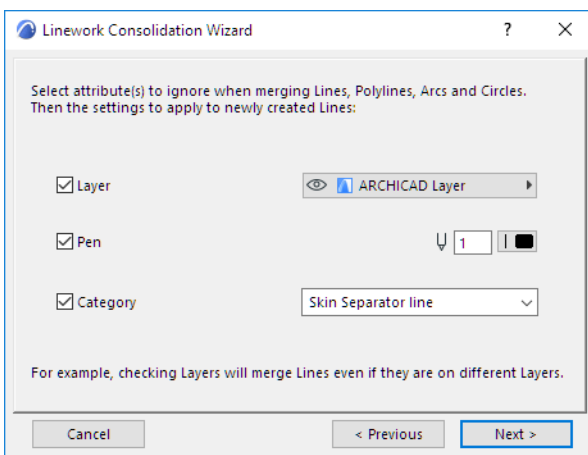 Linework Consolidation Wizard ?
Select attribute(s) to ignore when merging Lines, Polylines, Arcs and Circles.
Then the settings to apply to newly created Lines:
Layer ARCHICAD Layer
Pen 1
Category Skin Separator line
For example, checking Layers will merge Lines even if they are on different Layers.
Cancel < Previous Next >